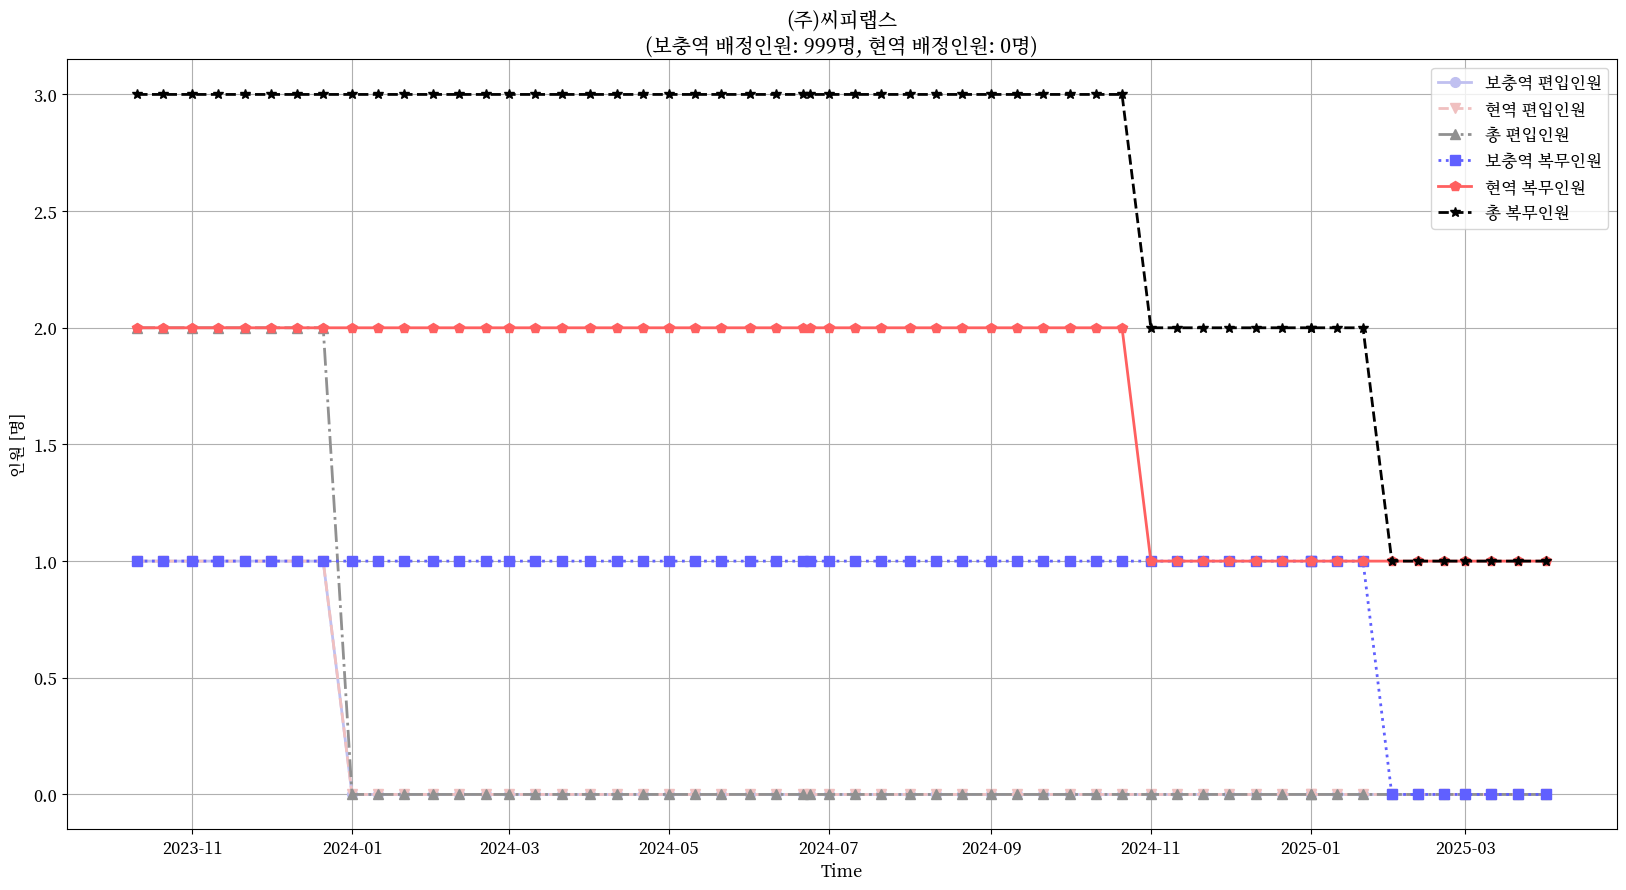 (주)씨피랩스
(보충역 배정인원: 999명, 현역 배정인원: 0명)
보충역 편입인원
현역 편입인원
총 편입인원
보충역 복무인원
현역 복무인원
총 복무인원
인원 [명]
3.0
2.5
2.0
1.5
1.0
0.5
0.0
2023-11
2024-01
2024-03
2024-05
2024-07
2024-09
2024-11
2025-01
2025-03
Time